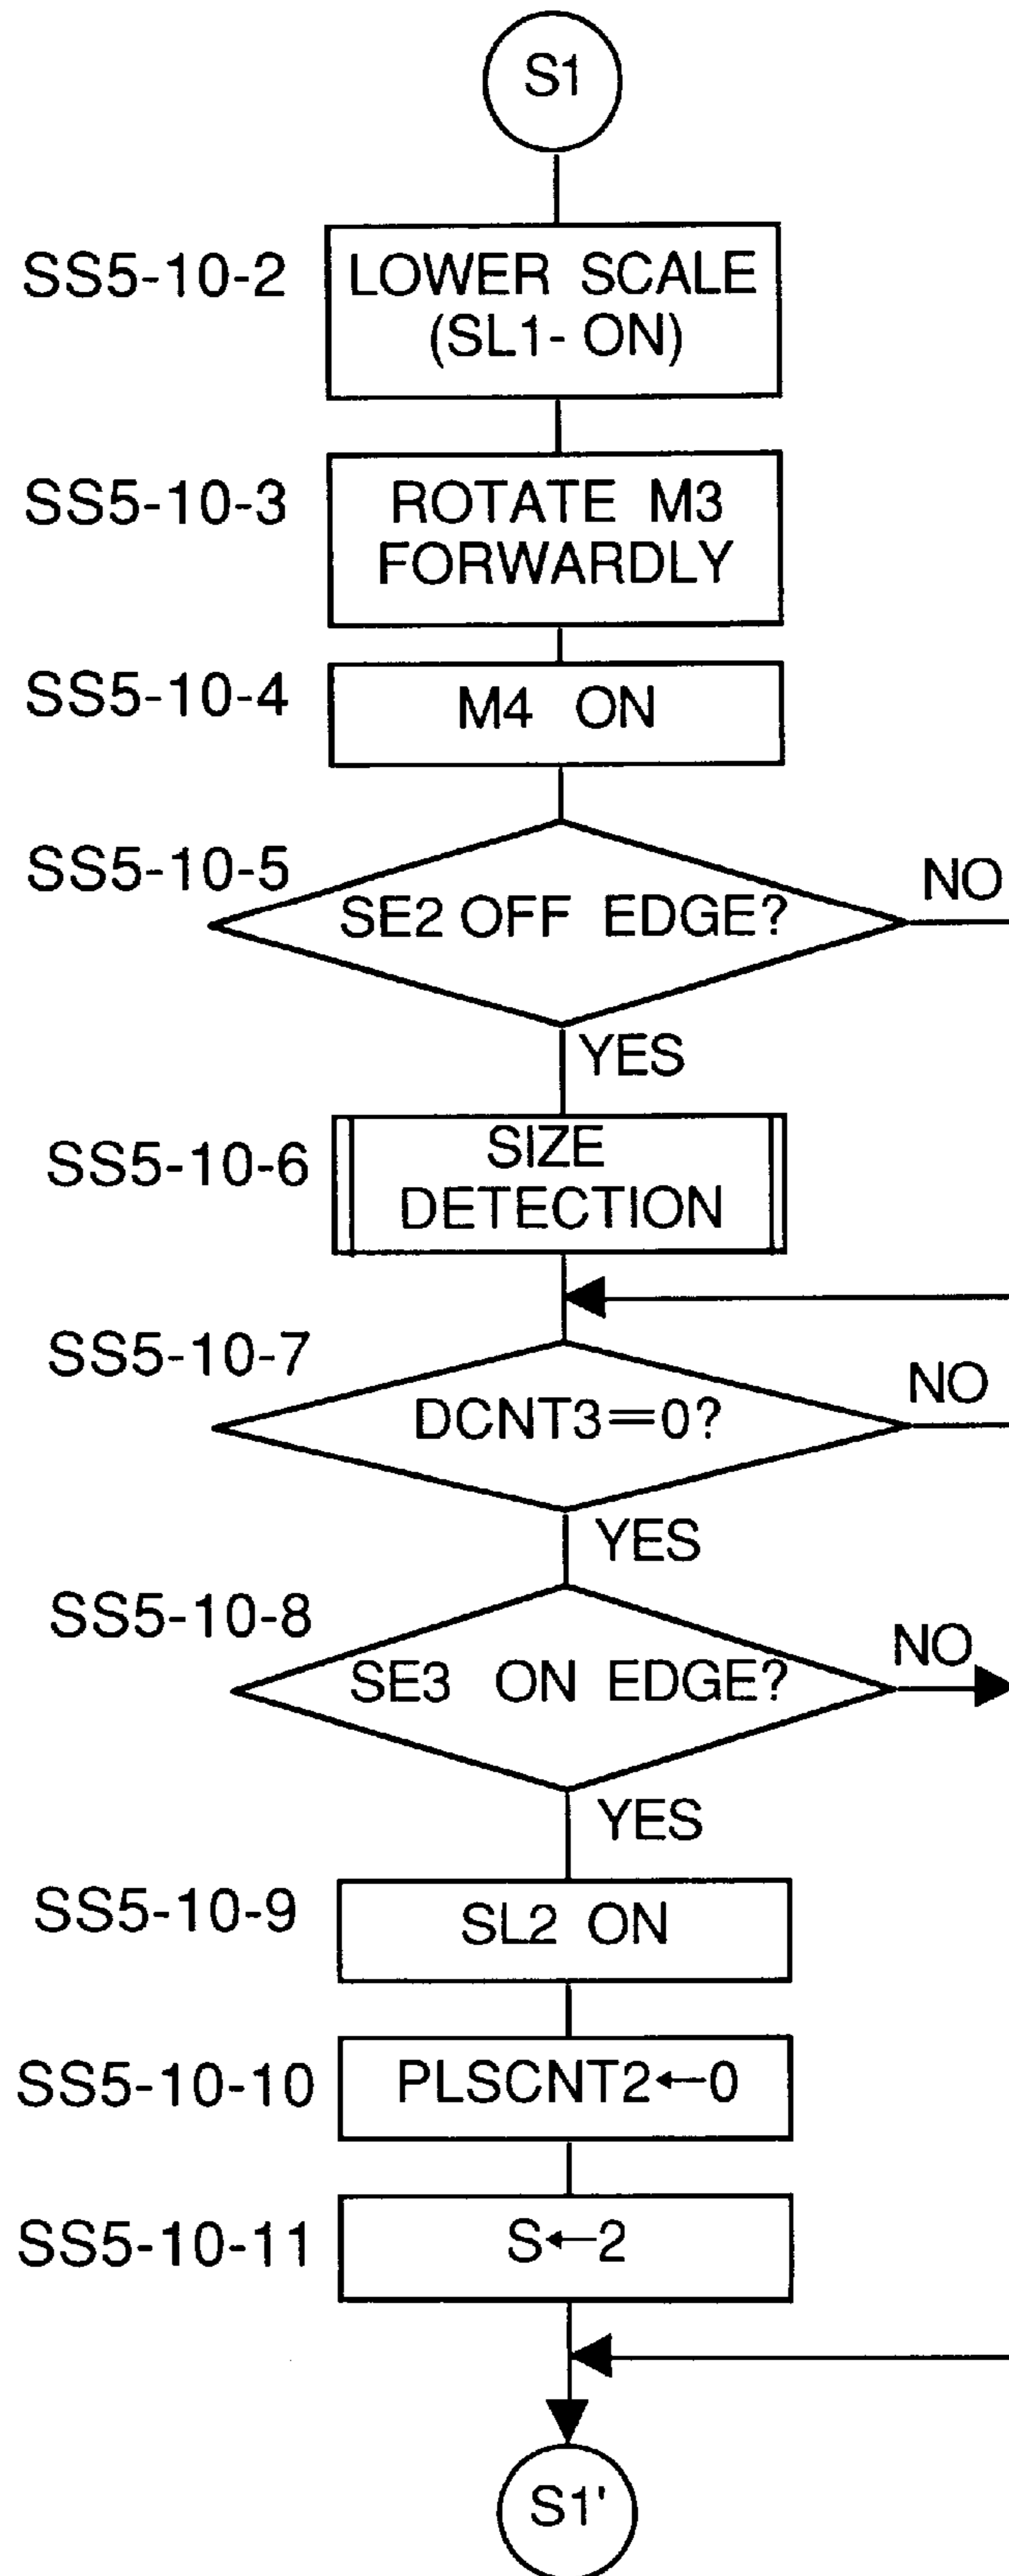 S1
SS5-10-2
LOWER SCALE
(SL1- ON)
SS5-10-3
ROTATE M3
FORWARDLY
SS5-10-4
M4 ON
SS5-10-5
SE2 OFF EDGE?
NO
YES
SS5-10-6
SIZE
DETECTION
SS5-10-7
DCNT3=0?
NO
YES
SS5-10-8
SE3 ON EDGE?
NO
YES
SS5-10-9
SL2 ON
SS5-10-10
PLSCNT2←0
SS5-10-11
S←2
S1'